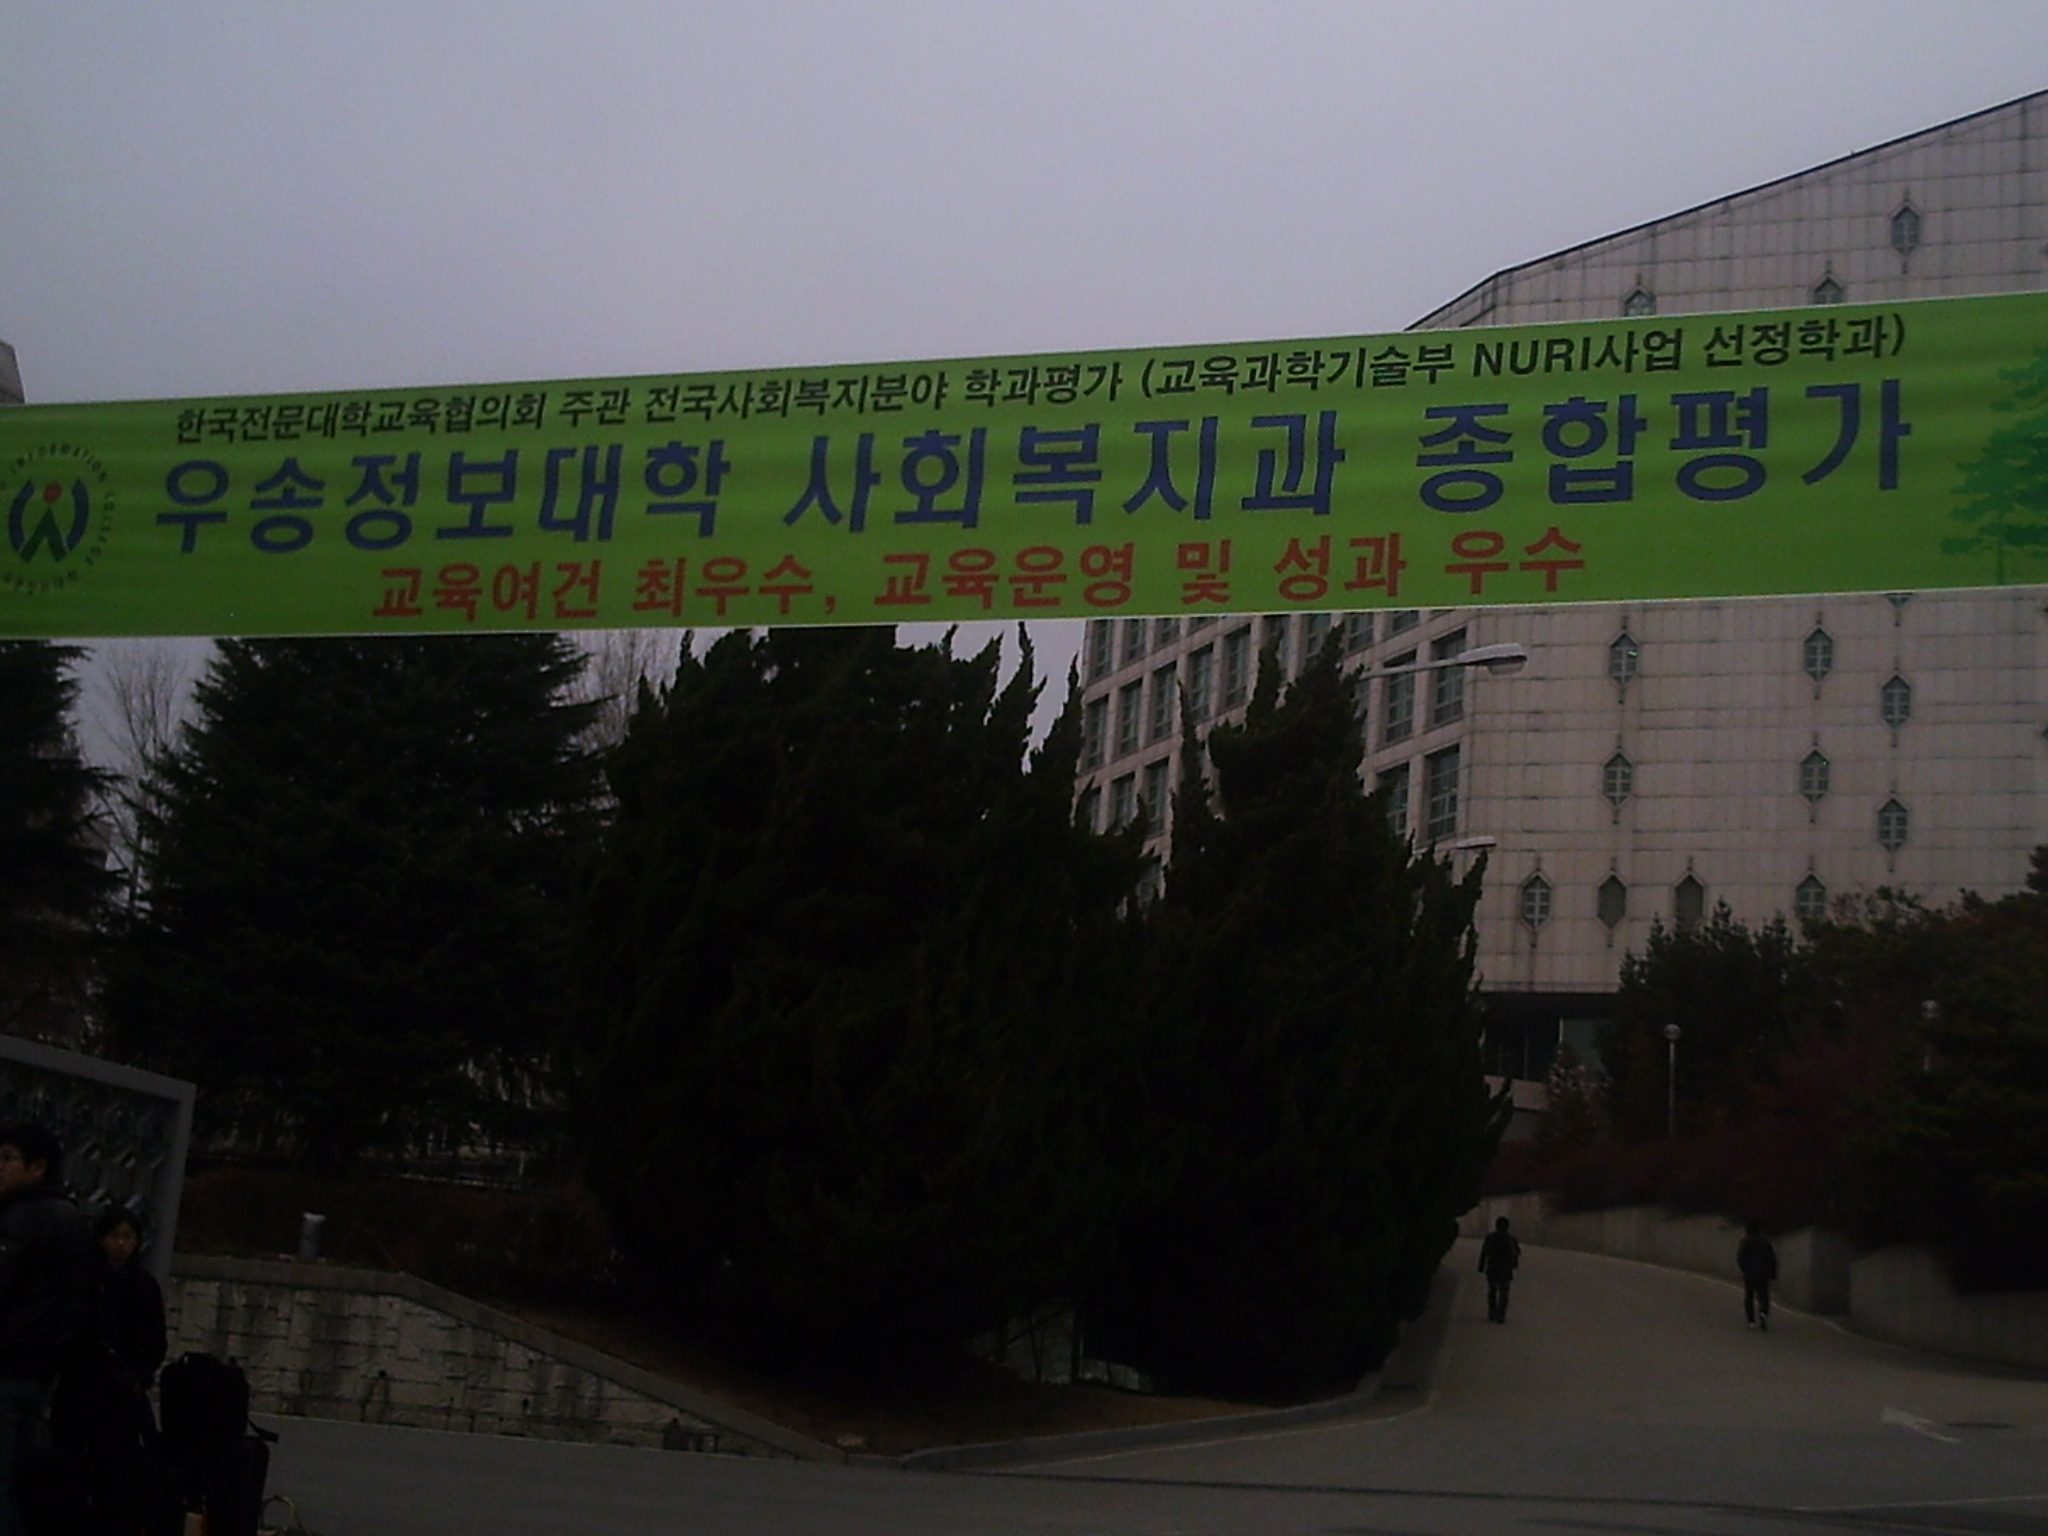 한국전문대학교육협의회 주관 전국사회복지분야 학과평가 (교육과학기술부 NURI사업 선정학과)
우송정보대학 사회복지과 종합평가
교육여건 최우수, 교육운영 및 성과 우수
INFORMATION COLLEGE